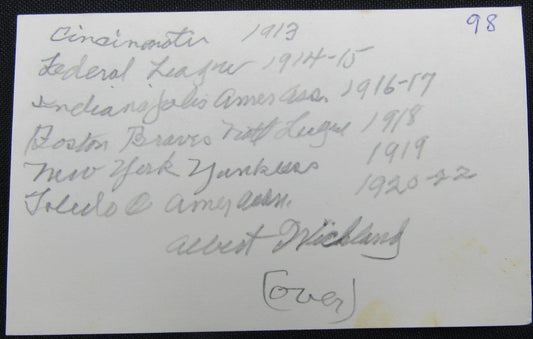 98
Cincinnati 1913
Federal League 1914-15
Indianapolis Amer Assn. 1916-17
Boston Braves Natl League 1918
New York Yankees 1919
Toledo O Amer Assn. 1920-22
Albert Wickland
(over)